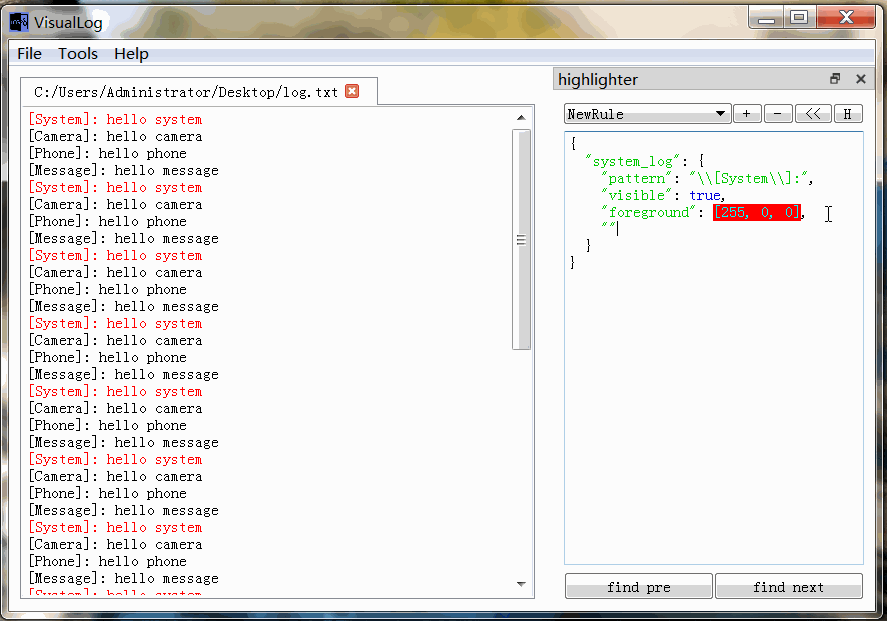 VisualLog
File Tools Help
C:/Users/Administrator/Desktop/log.txt
[System]: hello system
[Camera]: hello camera
[Phone]: hello phone
[Message]: hello message
[System]: hello system
[Camera]: hello camera
[Phone]: hello phone
[Message]: hello message
[System]: hello system
[Camera]: hello camera
[Phone]: hello phone
[Message]: hello message
[System]: hello system
[Camera]: hello camera
[Phone]: hello phone
[Message]: hello message
[System]: hello system
[Camera]: hello camera
[Phone]: hello phone
[Message]: hello message
[System]: hello system
[Camera]: hello camera
[Phone]: hello phone
[Message]: hello message
[System]: hello system
[Camera]: hello camera
[Phone]: hello phone
[Message]: hello message
[System]: hello system
highlighter
NewRule + - << H
{
"system_log": {
"pattern": "\\[System\\]:",
"visible": true,
"foreground": [255, 0, 0],
""
}
}
find pre find next